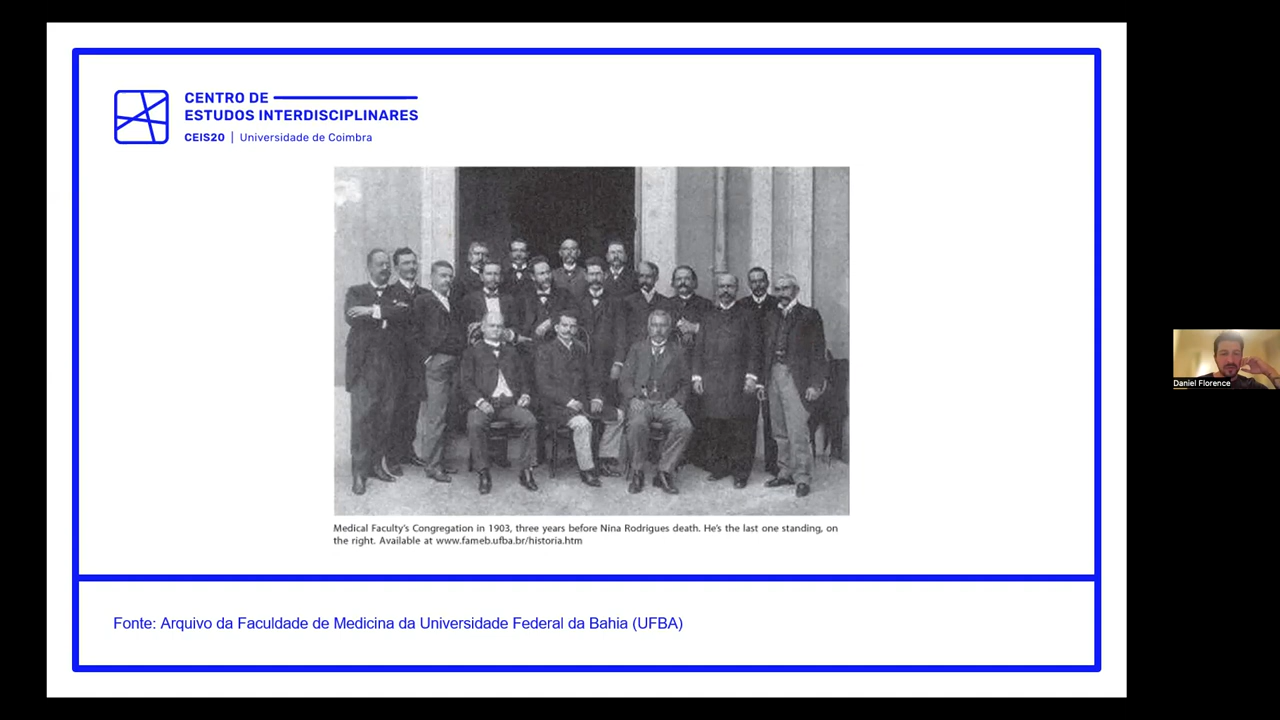 CENTRO DE
ESTUDOS INTERDISCIPLINARES
CEIS20 | Universidade de Coimbra
Medical Faculty's Congregation in 1903, three years before Nina Rodrigues death. He's the last one standing, on
the right. Available at www.fameb.ufba.br/historia.htm
Daniel Florence
Fonte: Arquivo da Faculdade de Medicina da Universidade Federal da Bahia (UFBA)